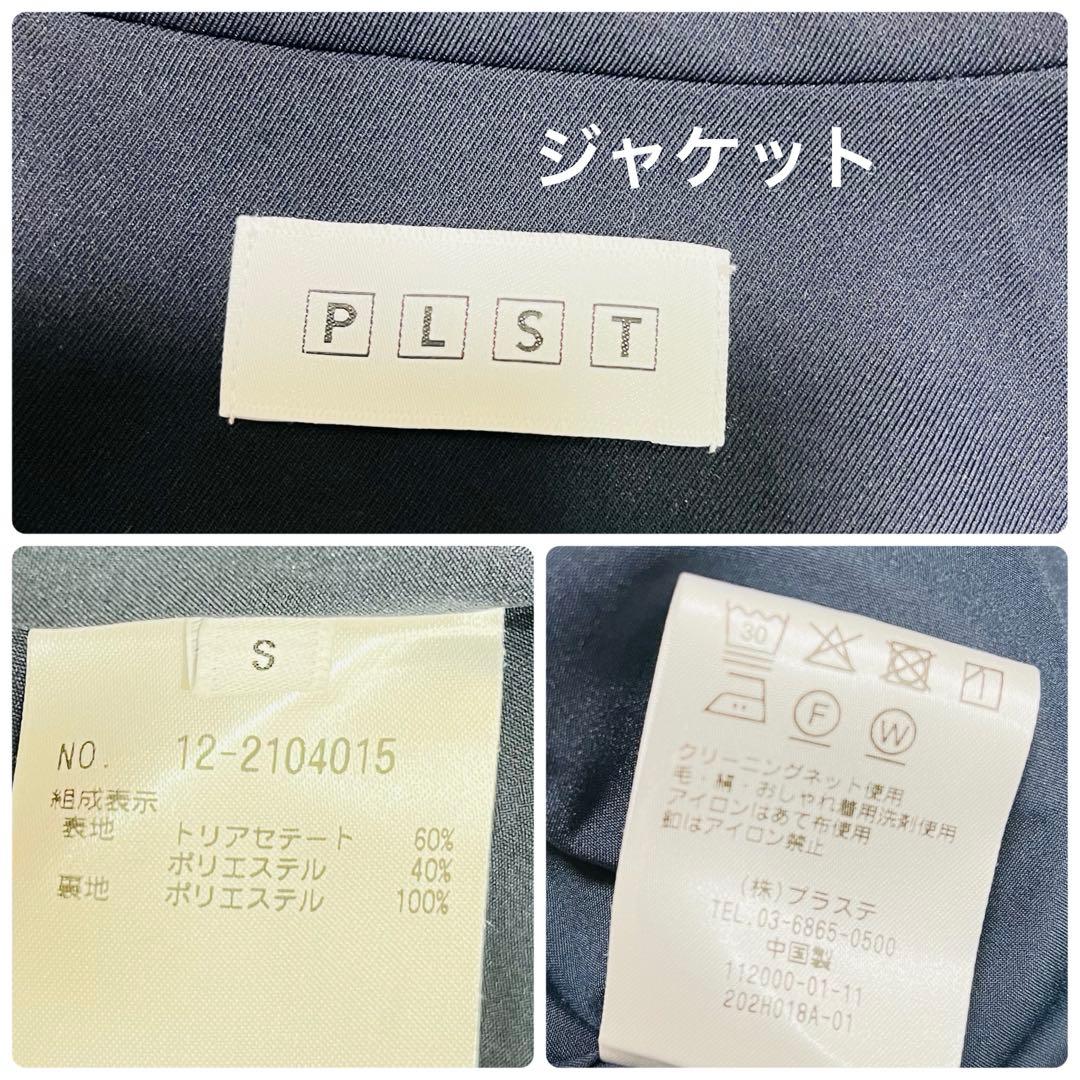 ジャケット
PLST
S
NO. 12-2104015
組成表示
表地 トリアセテート 60%
ポリエステル 40%
裏地 ポリエステル 100%
30
F W
クリーニングネット使用
毛・絹・おしゃれ着用洗剤使用
アイロンはあて布使用
釦はアイロン禁止
(株)プラステ
TEL.03-6865-0500
中国製
112000-01-11
202H018A-01